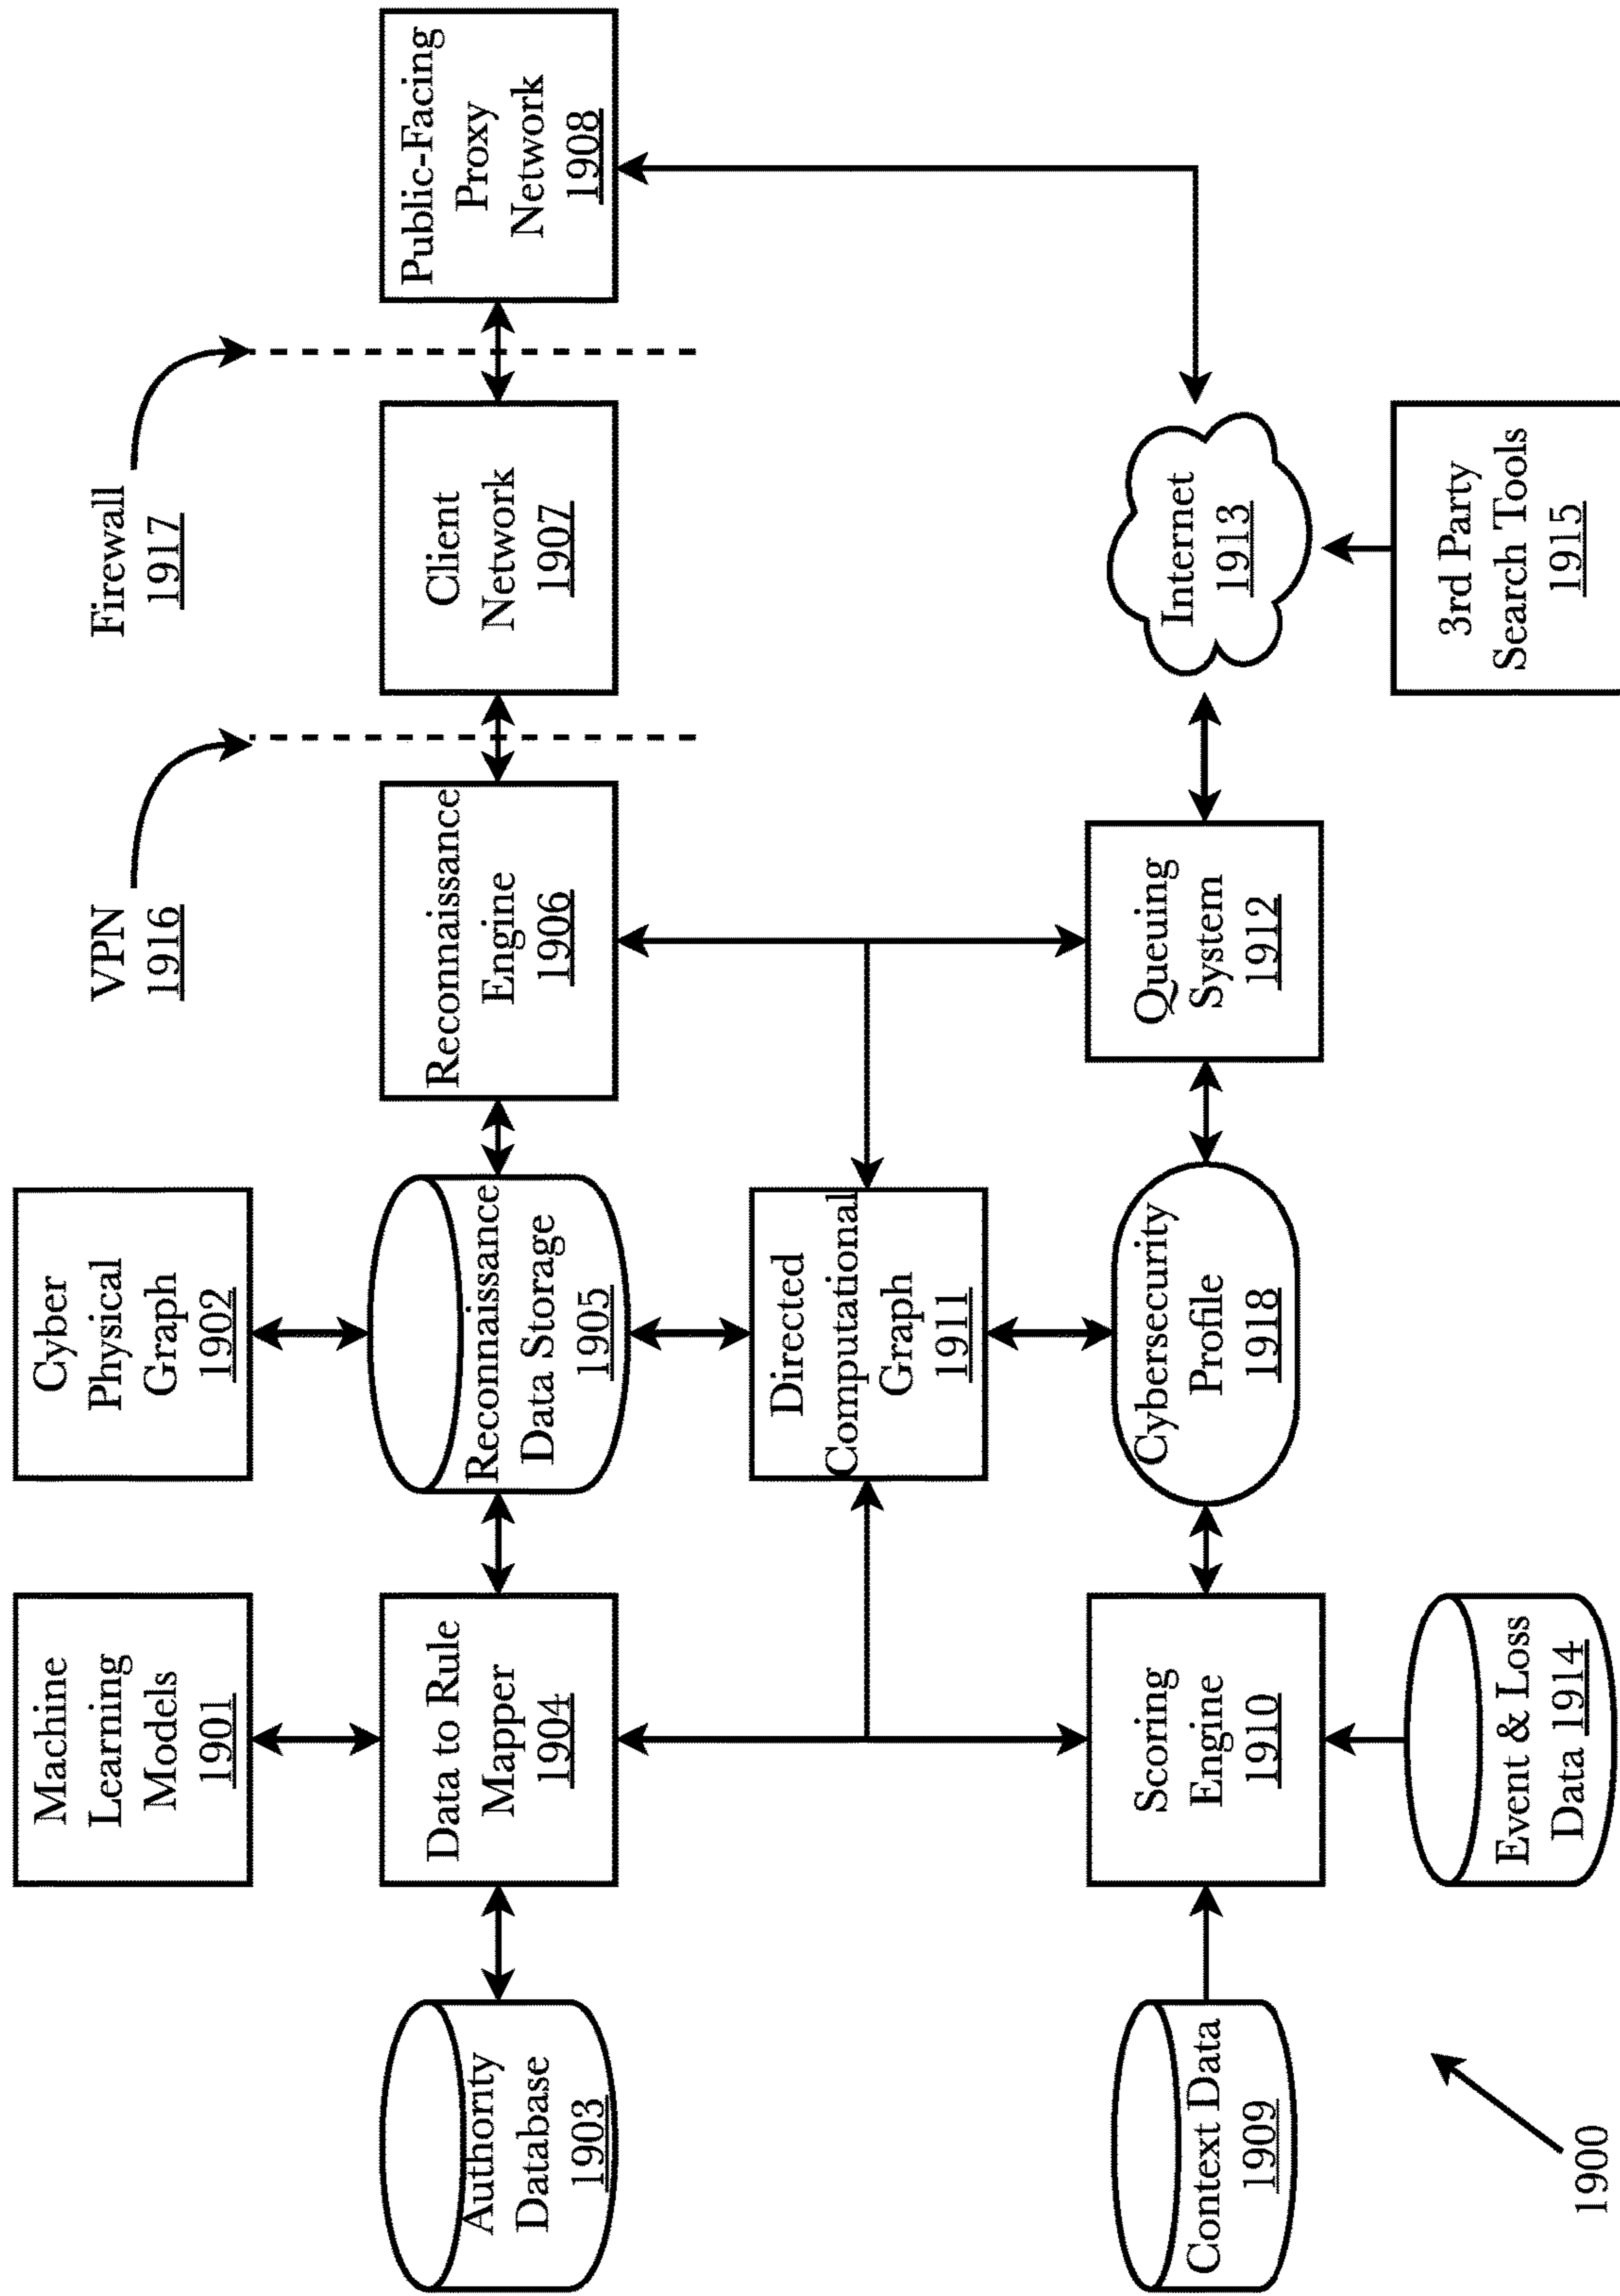 VPN
1916
Firewall
1917
Machine
Learning
Models
1901
Cyber
Physical
Graph
1902
Authority
Database
1903
Data to Rule
Mapper
1904
Reconnaissance
Data Storage
1905
Reconnaissance
Engine
1906
Client
Network
1907
Public-Facing
Proxy
Network
1908
Directed
Computational
Graph
1911
Context Data
1909
Scoring
Engine
1910
Cybersecurity
Profile
1918
Queuing
System
1912
Internet
1913
Event & Loss
Data 1914
3rd Party
Search Tools
1915
1900